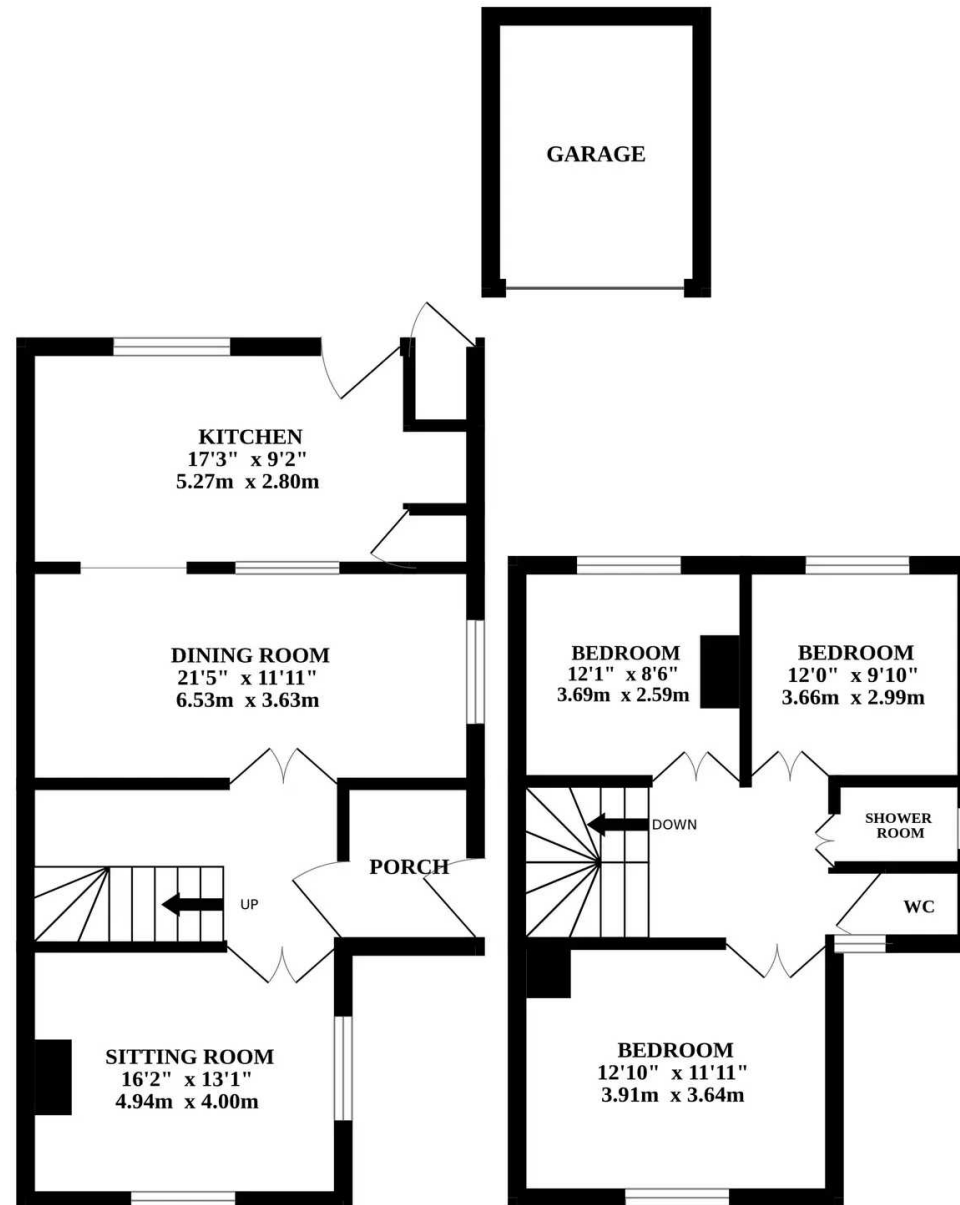 GARAGE
KITCHEN
17'3" x 9'2"
5.27m x 2.80m
DINING ROOM
21'5" x 11'11"
6.53m x 3.63m
PORCH
UP
SITTING ROOM
16'2" x 13'1"
4.94m x 4.00m
BEDROOM
12'1" x 8'6"
3.69m x 2.59m
BEDROOM
12'0" x 9'10"
3.66m x 2.99m
DOWN
SHOWER
ROOM
WC
BEDROOM
12'10" x 11'11"
3.91m x 3.64m